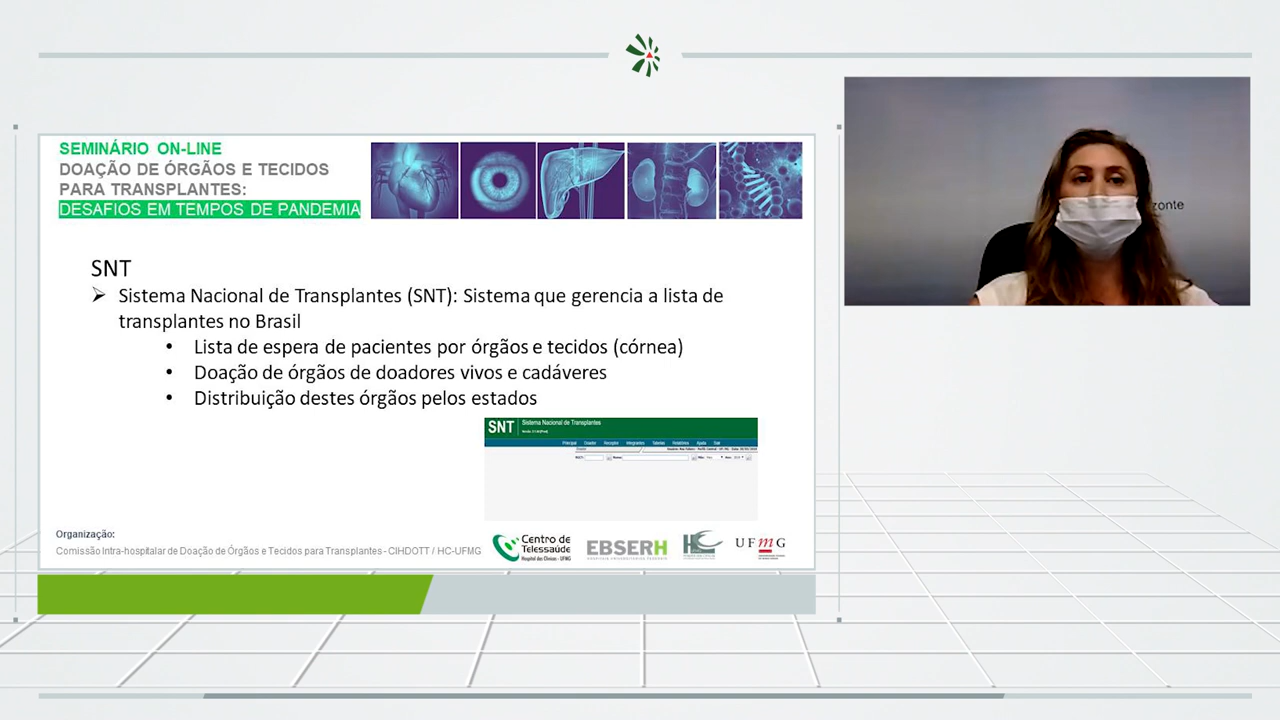 SEMINÁRIO ON-LINE
DOAÇÃO DE ÓRGÃOS E TECIDOS
PARA TRANSPLANTES:
DESAFIOS EM TEMPOS DE PANDEMIA
zonte
SNT
Sistema Nacional de Transplantes (SNT): Sistema que gerencia a lista de
transplantes no Brasil
• Lista de espera de pacientes por órgãos e tecidos (córnea)
• Doação de órgãos de doadores vivos e cadáveres
• Distribuição destes órgãos pelos estados
SNT Sistema Nacional de Transplantes
Principal Doador Receptor Integrantes Tabelas Relatórios Ajuda Sair
Organização:
Comissão Intra-hospitalar de Doação de Órgãos e Tecidos para Transplantes - CIHDOTT / HC-UFMG
Centro de
Telessaúde
Hospital das Clínicas - UFMG
EBSERH
HOSPITAIS UNIVERSITÁRIOS FEDERAIS
HC
UFMG